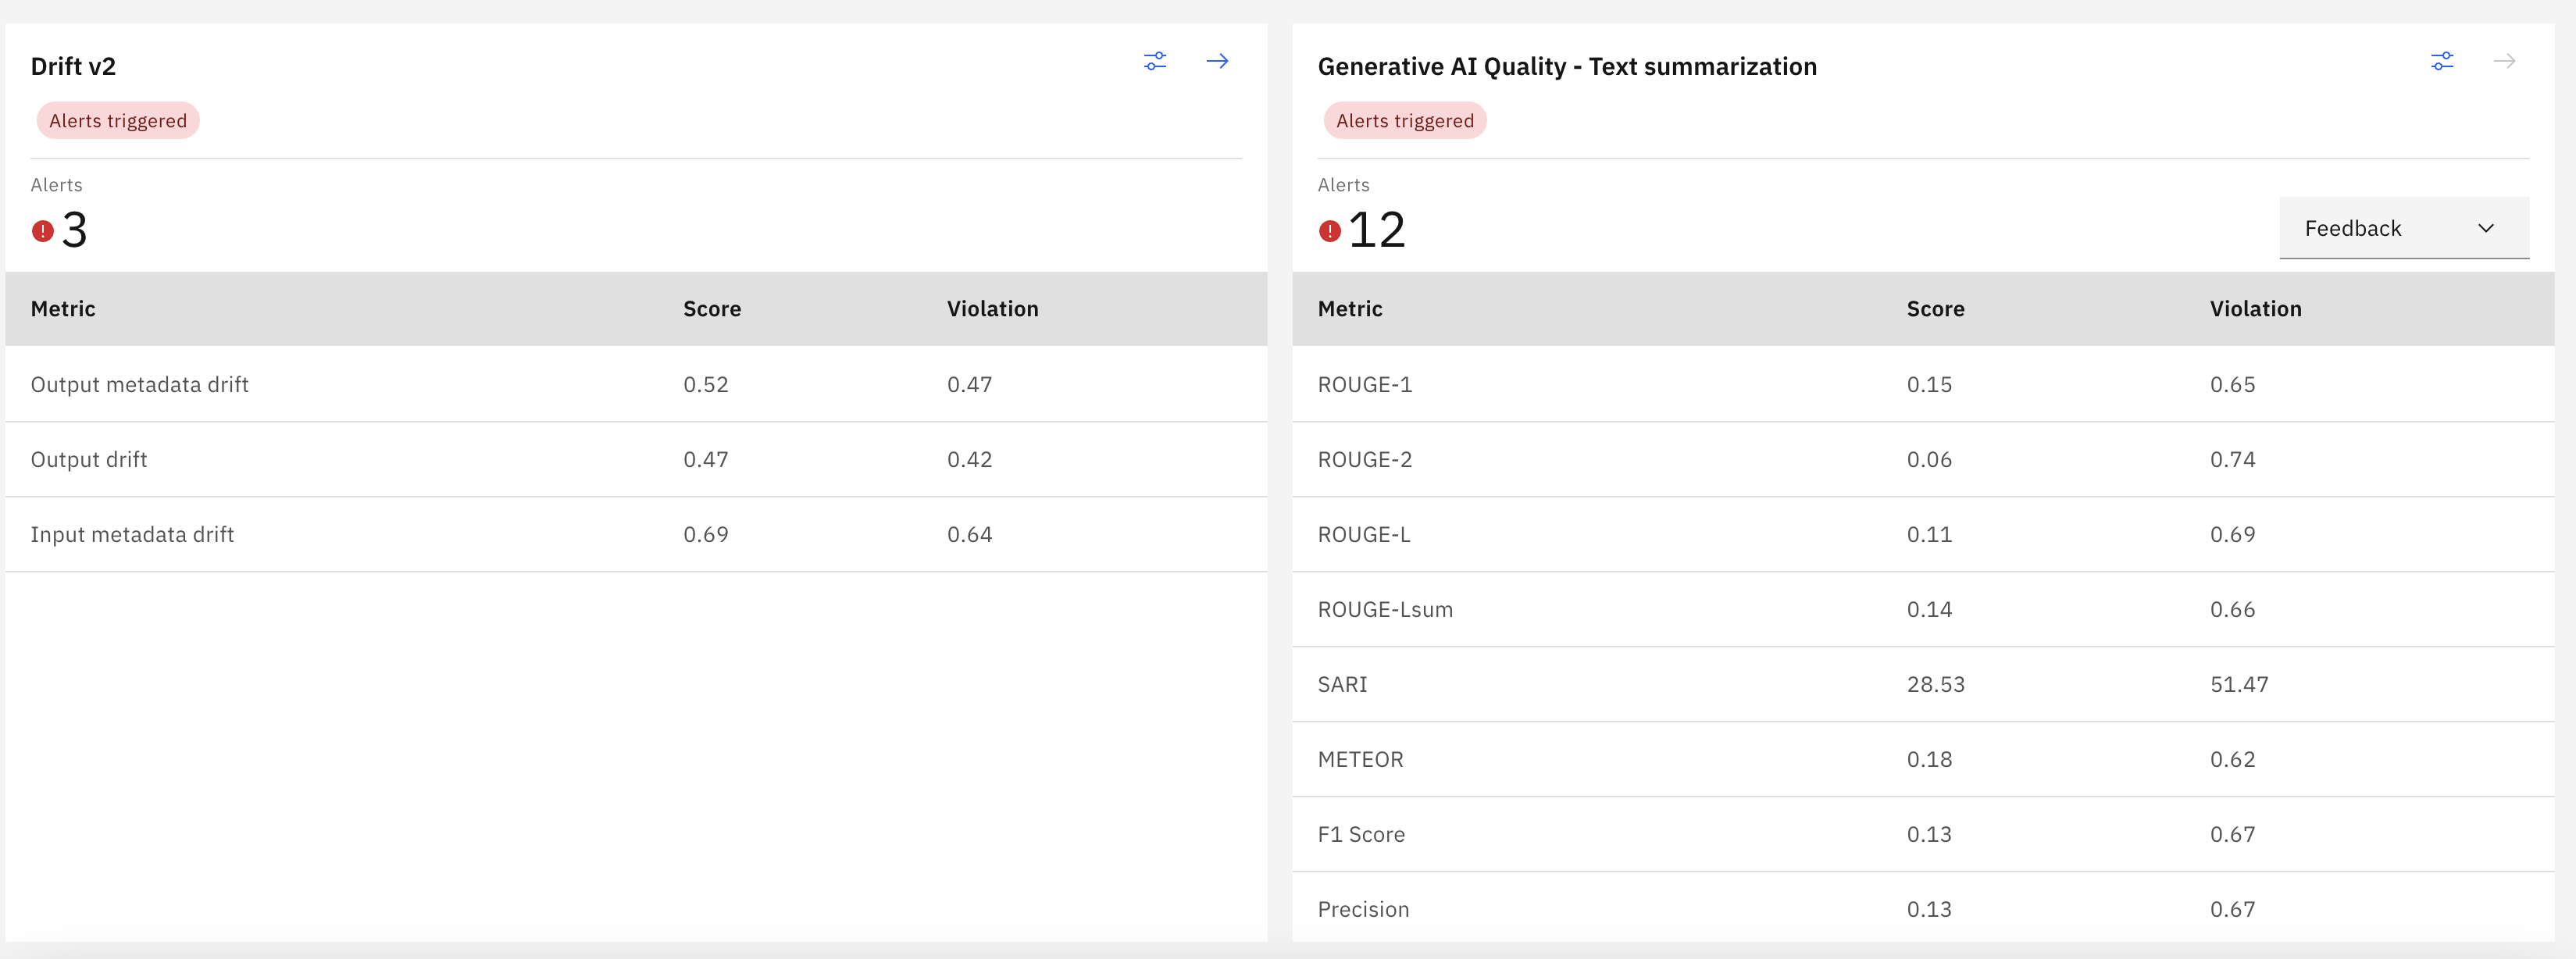 Drift v2
Alerts triggered
Alerts
3
Metric Score Violation
Output metadata drift 0.52 0.47
Output drift 0.47 0.42
Input metadata drift 0.69 0.64
Generative AI Quality - Text summarization
Alerts triggered
Alerts
12
Feedback
Metric Score Violation
ROUGE-1 0.15 0.65
ROUGE-2 0.06 0.74
ROUGE-L 0.11 0.69
ROUGE-Lsum 0.14 0.66
SARI 28.53 51.47
METEOR 0.18 0.62
F1 Score 0.13 0.67
Precision 0.13 0.67